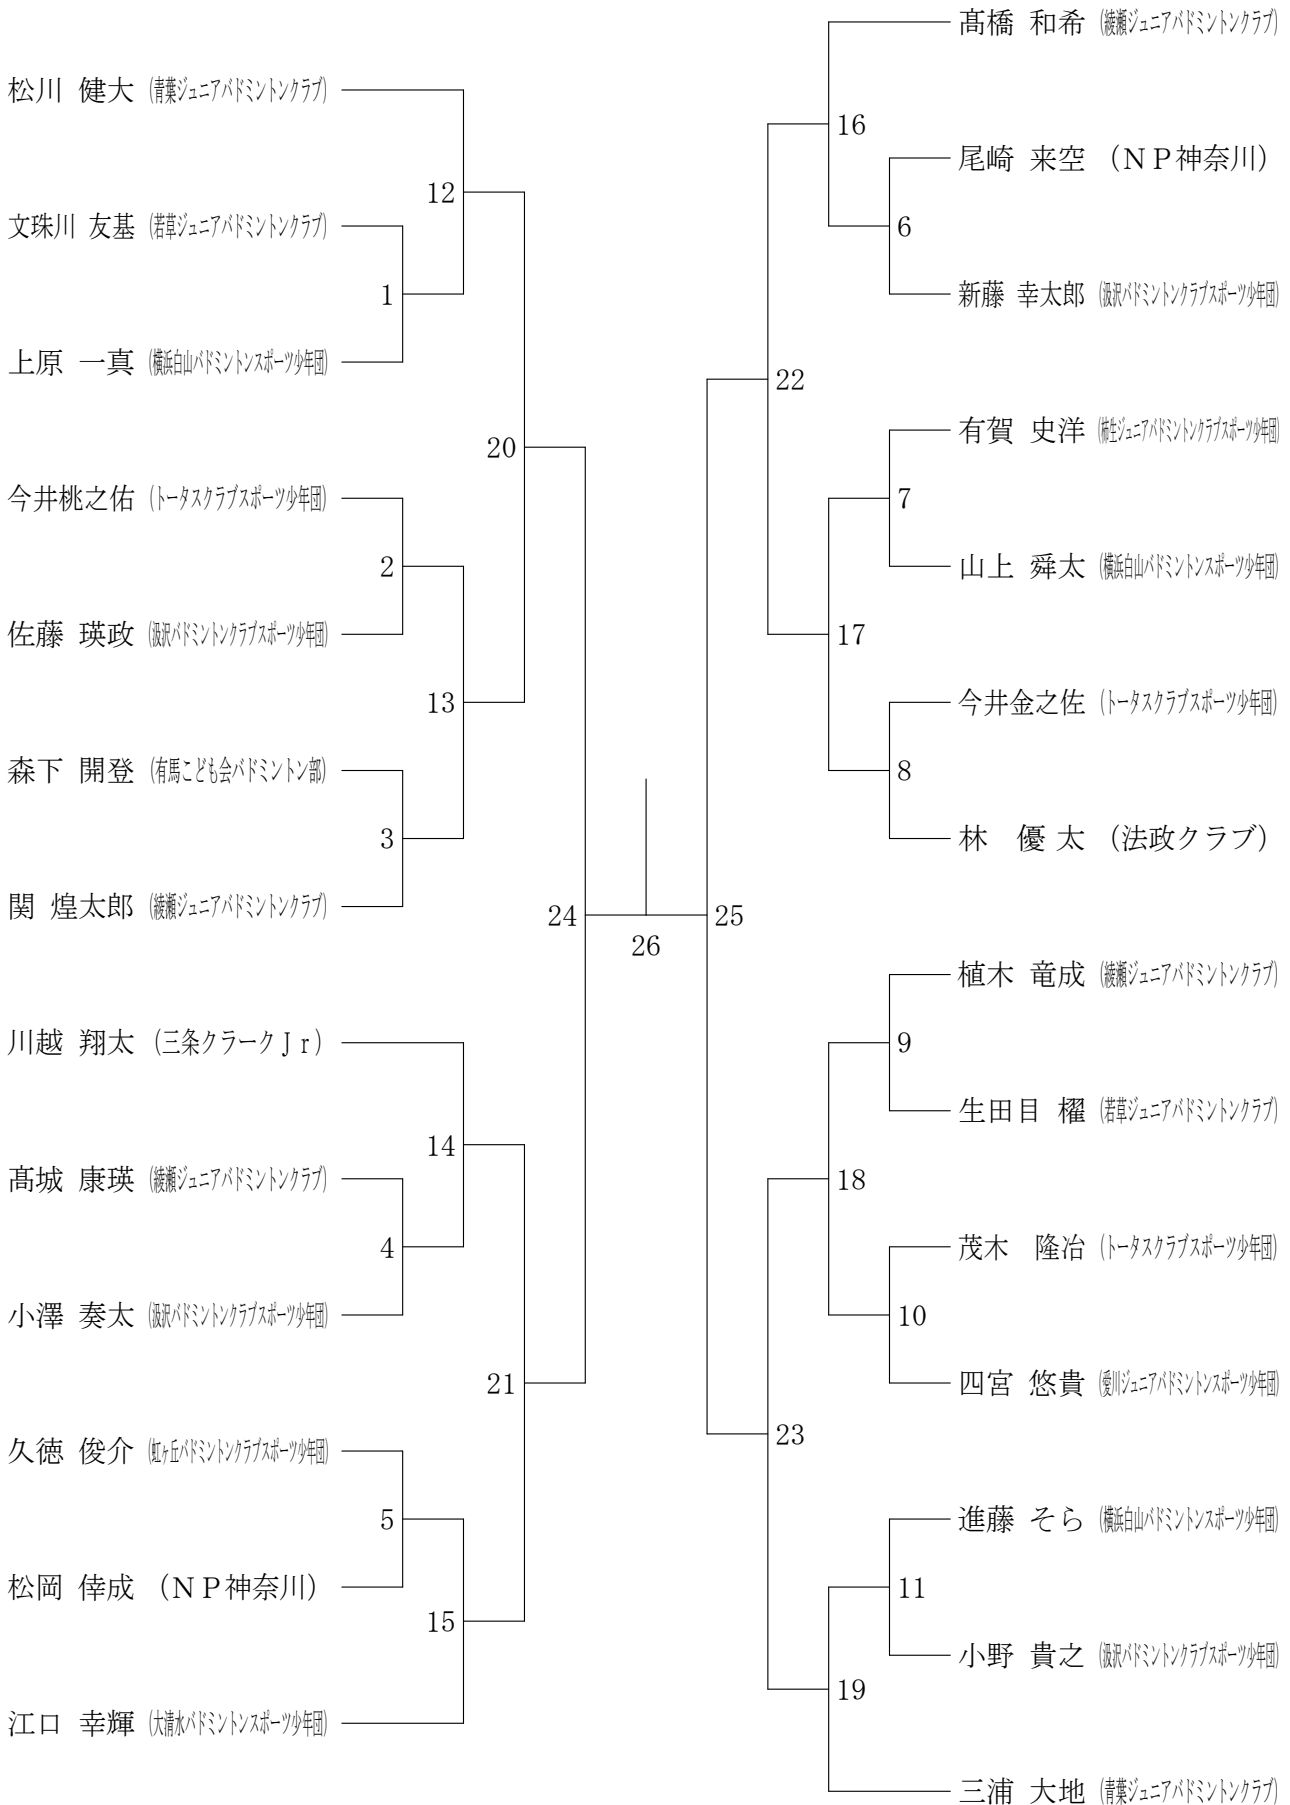 松川 健大 (青葉ジュニアバドミントンクラブ)
12
文珠川 友基 (若草ジュニアバドミントンクラブ)
1
上原 一真 (横浜白山バドミントンスポーツ少年団)
20
今井桃之佑 (トータスクラブスポーツ少年団)
2
佐藤 瑛政 (汲沢バドミントンクラブスポーツ少年団)
13
森下 開登 (有馬こども会バドミントン部)
3
関 煌太郎 (綾瀬ジュニアバドミントンクラブ)
24
26
川越 翔太 (三条クラークJr)
14
髙城 康瑛 (綾瀬ジュニアバドミントンクラブ)
4
小澤 奏太 (汲沢バドミントンクラブスポーツ少年団)
21
久徳 俊介 (虹ヶ丘バドミントンクラブスポーツ少年団)
5
松岡 倖成 (NP神奈川)
15
江口 幸輝 (大清水バドミントンスポーツ少年団)
髙橋 和希 (綾瀬ジュニアバドミントンクラブ)
16
尾崎 来空 (NP神奈川)
6
新藤 幸太郎 (汲沢バドミントンクラブスポーツ少年団)
22
有賀 史洋 (柿生ジュニアバドミントンクラブスポーツ少年団)
7
山上 舜太 (横浜白山バドミントンスポーツ少年団)
17
今井金之佐 (トータスクラブスポーツ少年団)
8
林 優太 (法政クラブ)
25
植木 竜成 (綾瀬ジュニアバドミントンクラブ)
9
生田目 櫂 (若草ジュニアバドミントンクラブ)
18
茂木 隆冶 (トータスクラブスポーツ少年団)
10
四宮 悠貴 (愛川ジュニアバドミントンスポーツ少年団)
23
進藤 そら (横浜白山バドミントンスポーツ少年団)
11
小野 貴之 (汲沢バドミントンクラブスポーツ少年団)
19
三浦 大地 (青葉ジュニアバドミントンクラブ)